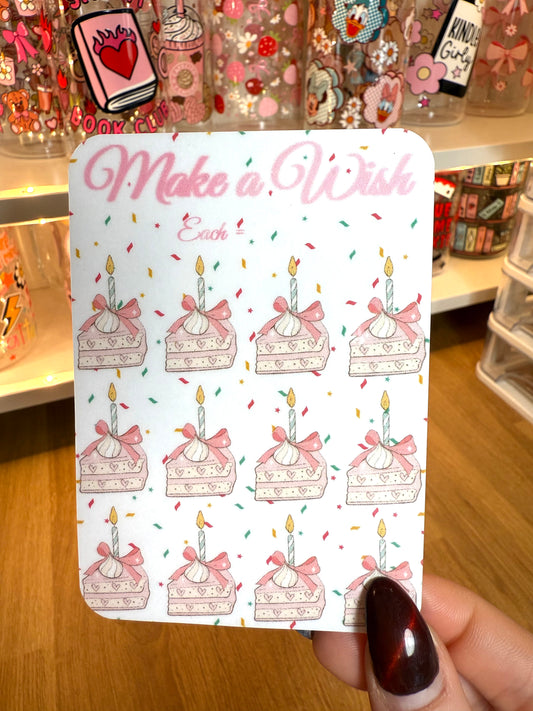 BOOK CLUB
KINDLE
Girly
Make a Wish
Each =